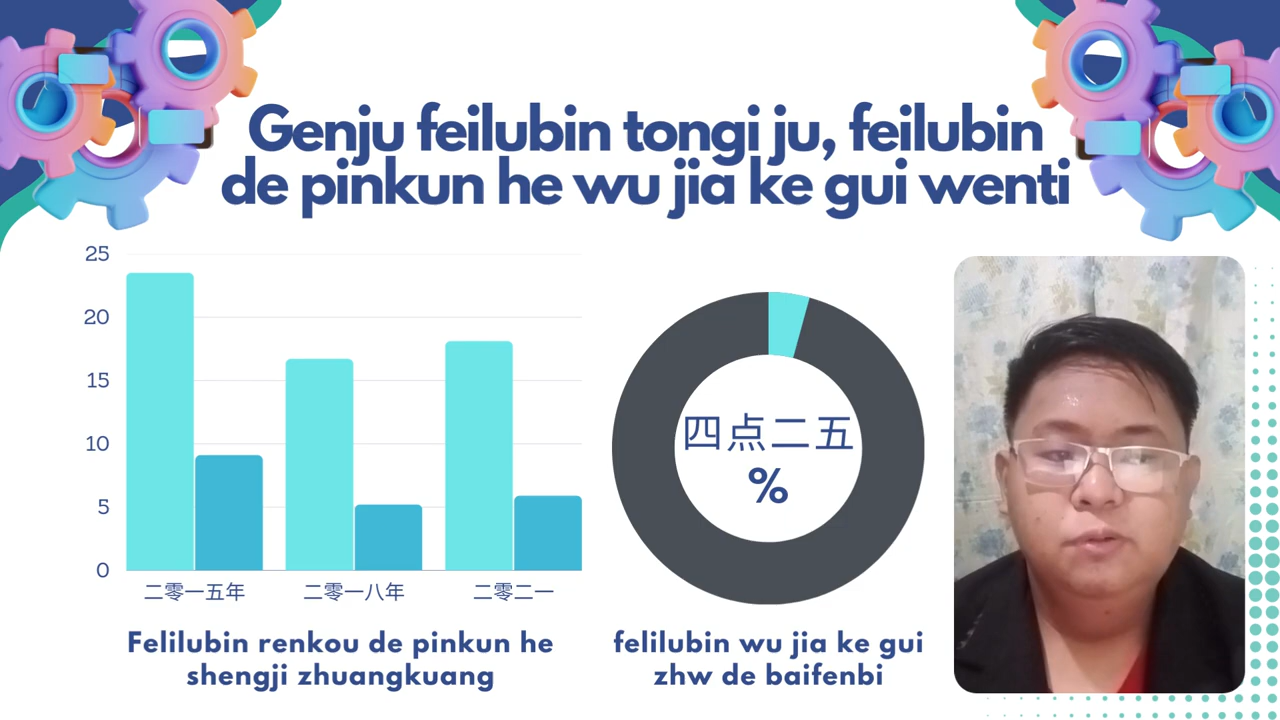 Genju feilubin tongi ju, feilubin
de pinkun he wu jia ke gui wenti
25
20
15
10
5
0
二零一五年
二零一八年
二零二一
Felilubin renkou de pinkun he
shengji zhuangkuang
四点二五
%
felilubin wu jia ke gui
zhw de baifenbi